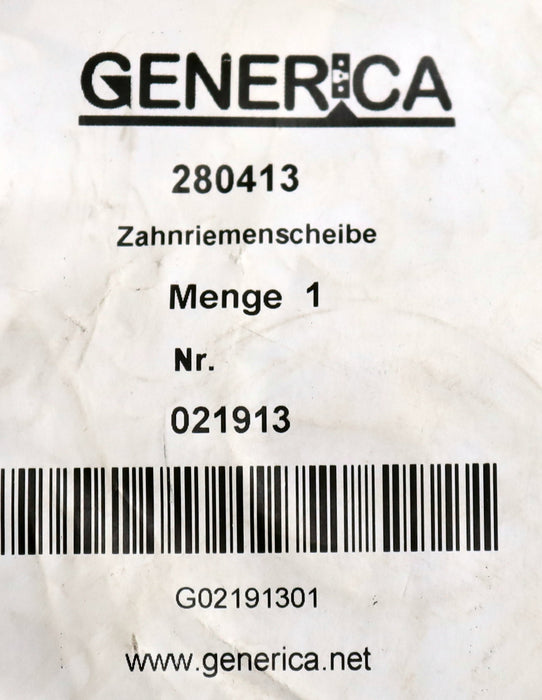 GENERICA
280413
Zahnriemenscheibe
Menge 1
Nr.
021913
G02191301
www.generica.net